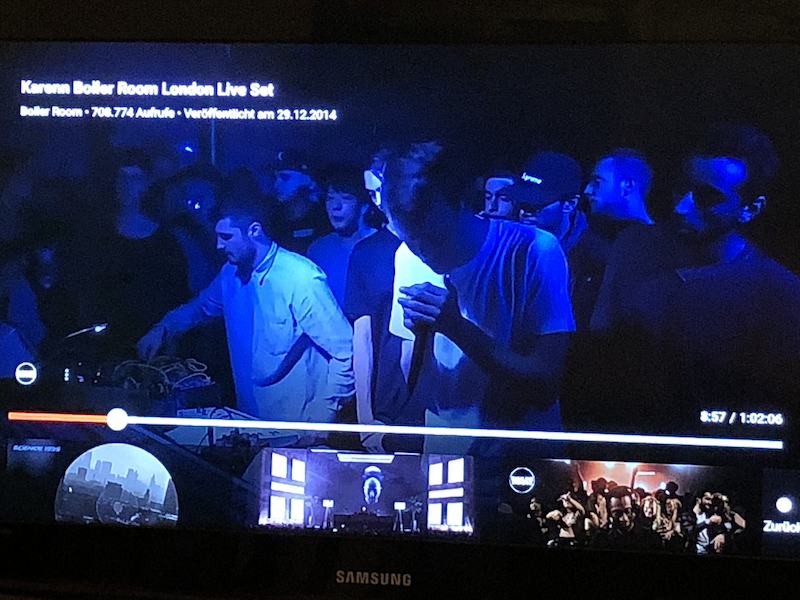 Karenn Boiler Room London Live Set
Boiler Room • 708.774 Aufrufe • Veröffentlicht am 29.12.2014
8:57 / 1:02:06
Zurück
SAMSUNG